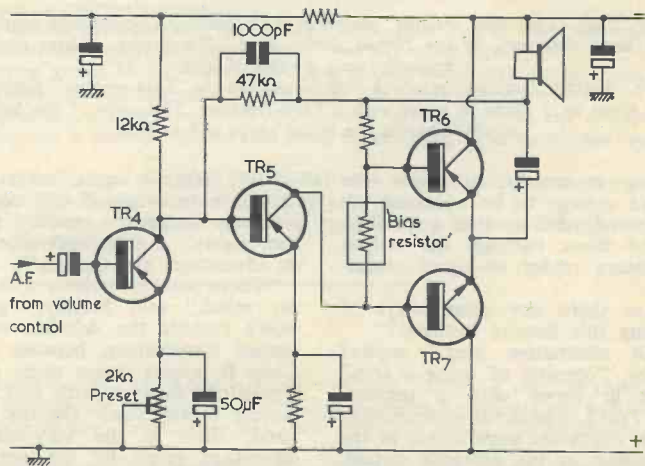 −
1000pF
+
+
47kΩ
12kΩ
TR6
TR5
TR4
+
'Bias
resistor'
+
A.F.
from volume
control
TR7
2kΩ
Preset
50μF
+
+
+